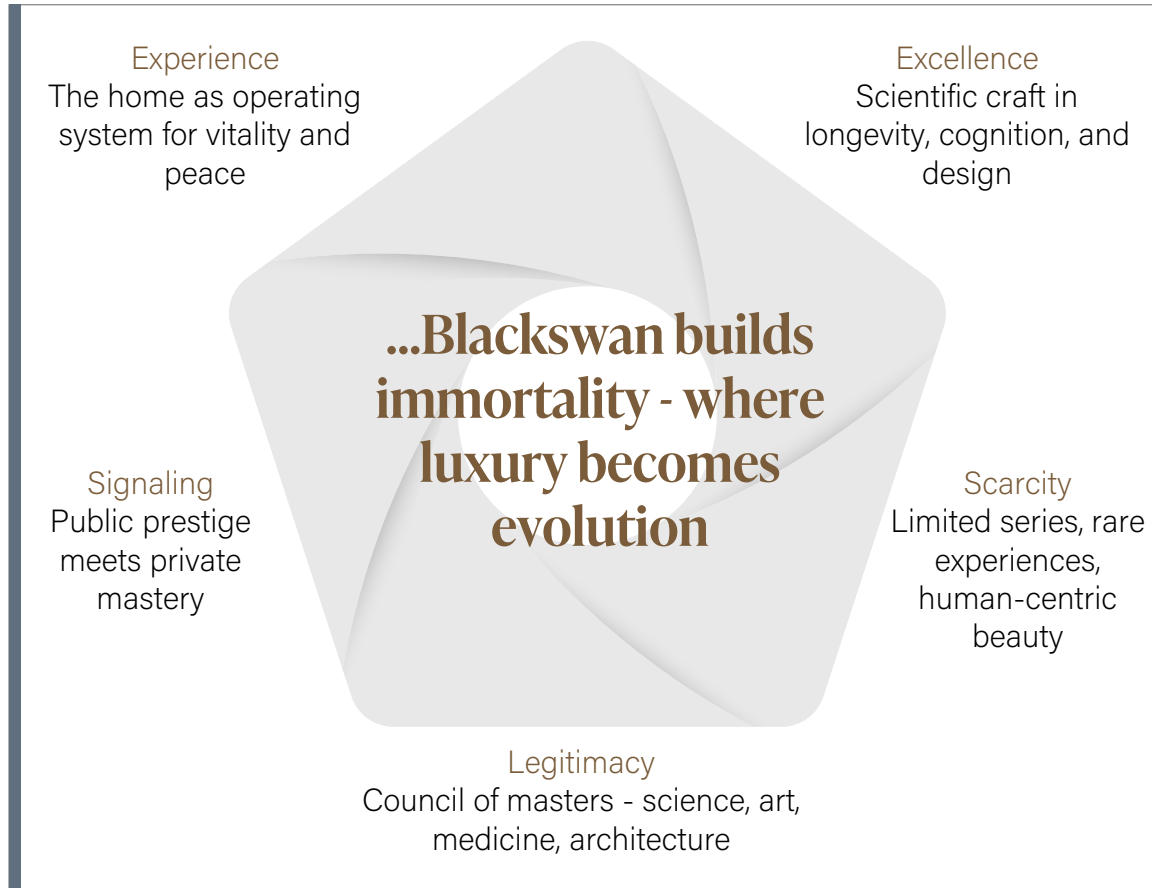 Experience
The home as operating
system for vitality and
peace
Excellence
Scientific craft in
longevity, cognition, and
design
...Blackswan builds
immortality - where
luxury becomes
evolution
Signaling
Public prestige
meets private
mastery
Scarcity
Limited series, rare
experiences,
human-centric
beauty
Legitimacy
Council of masters - science, art,
medicine, architecture